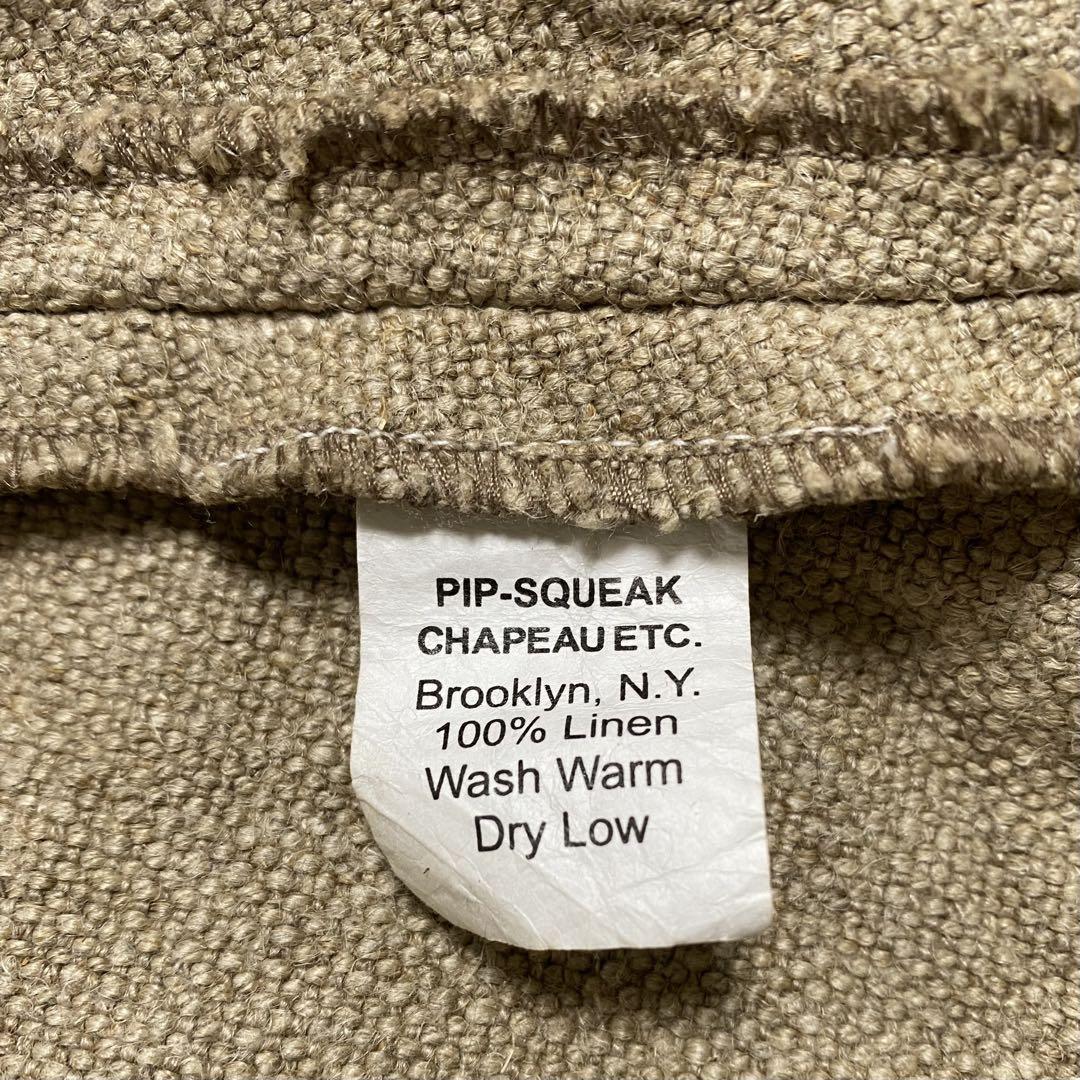 PIP-SQUEAK
CHAPEAU ETC.
Brooklyn, N.Y.
100% Linen
Wash Warm
Dry Low